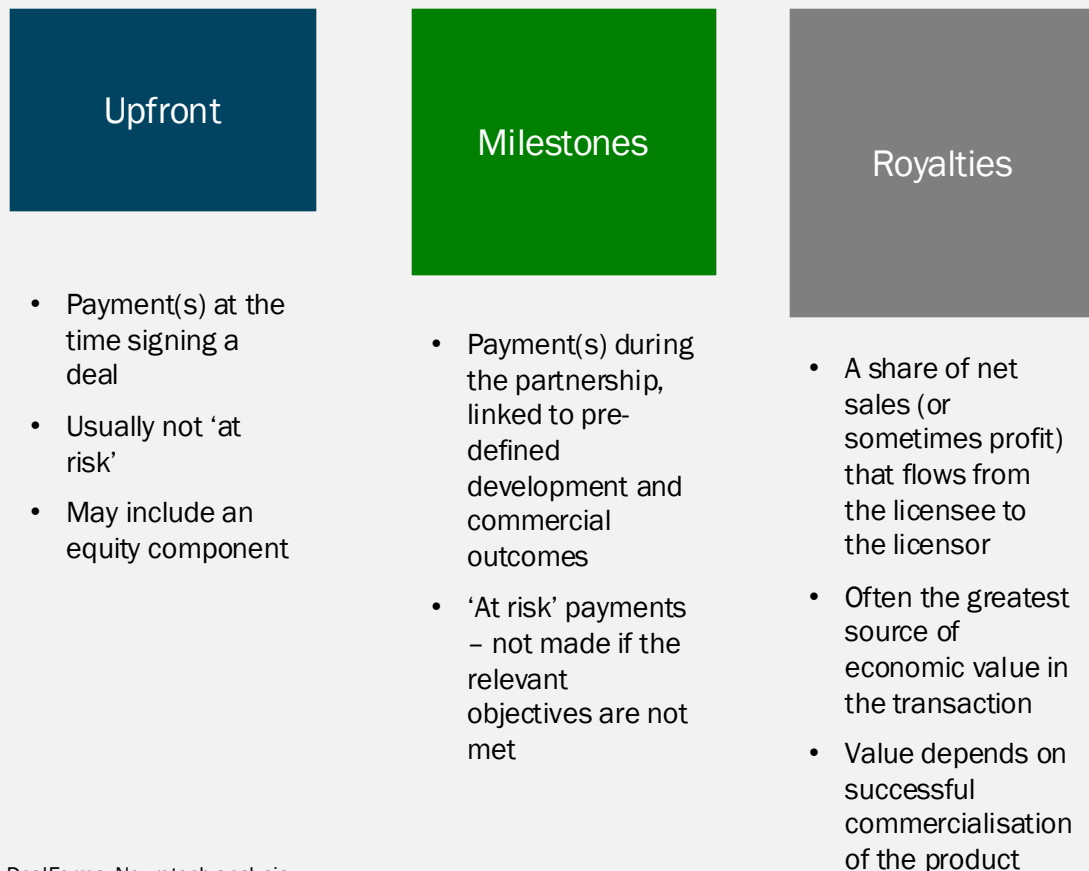 Upfront
• Payment(s) at the
time signing a
deal
• Usually not ‘at
risk’
• May include an
equity component
Milestones
• Payment(s) during
the partnership,
linked to pre-
defined
development and
commercial
outcomes
• ‘At risk’ payments
– not made if the
relevant
objectives are not
met
Royalties
• A share of net
sales (or
sometimes profit)
that flows from
the licensee to
the licensor
• Often the greatest
source of
economic value in
the transaction
• Value depends on
successful
commercialisation
of the product